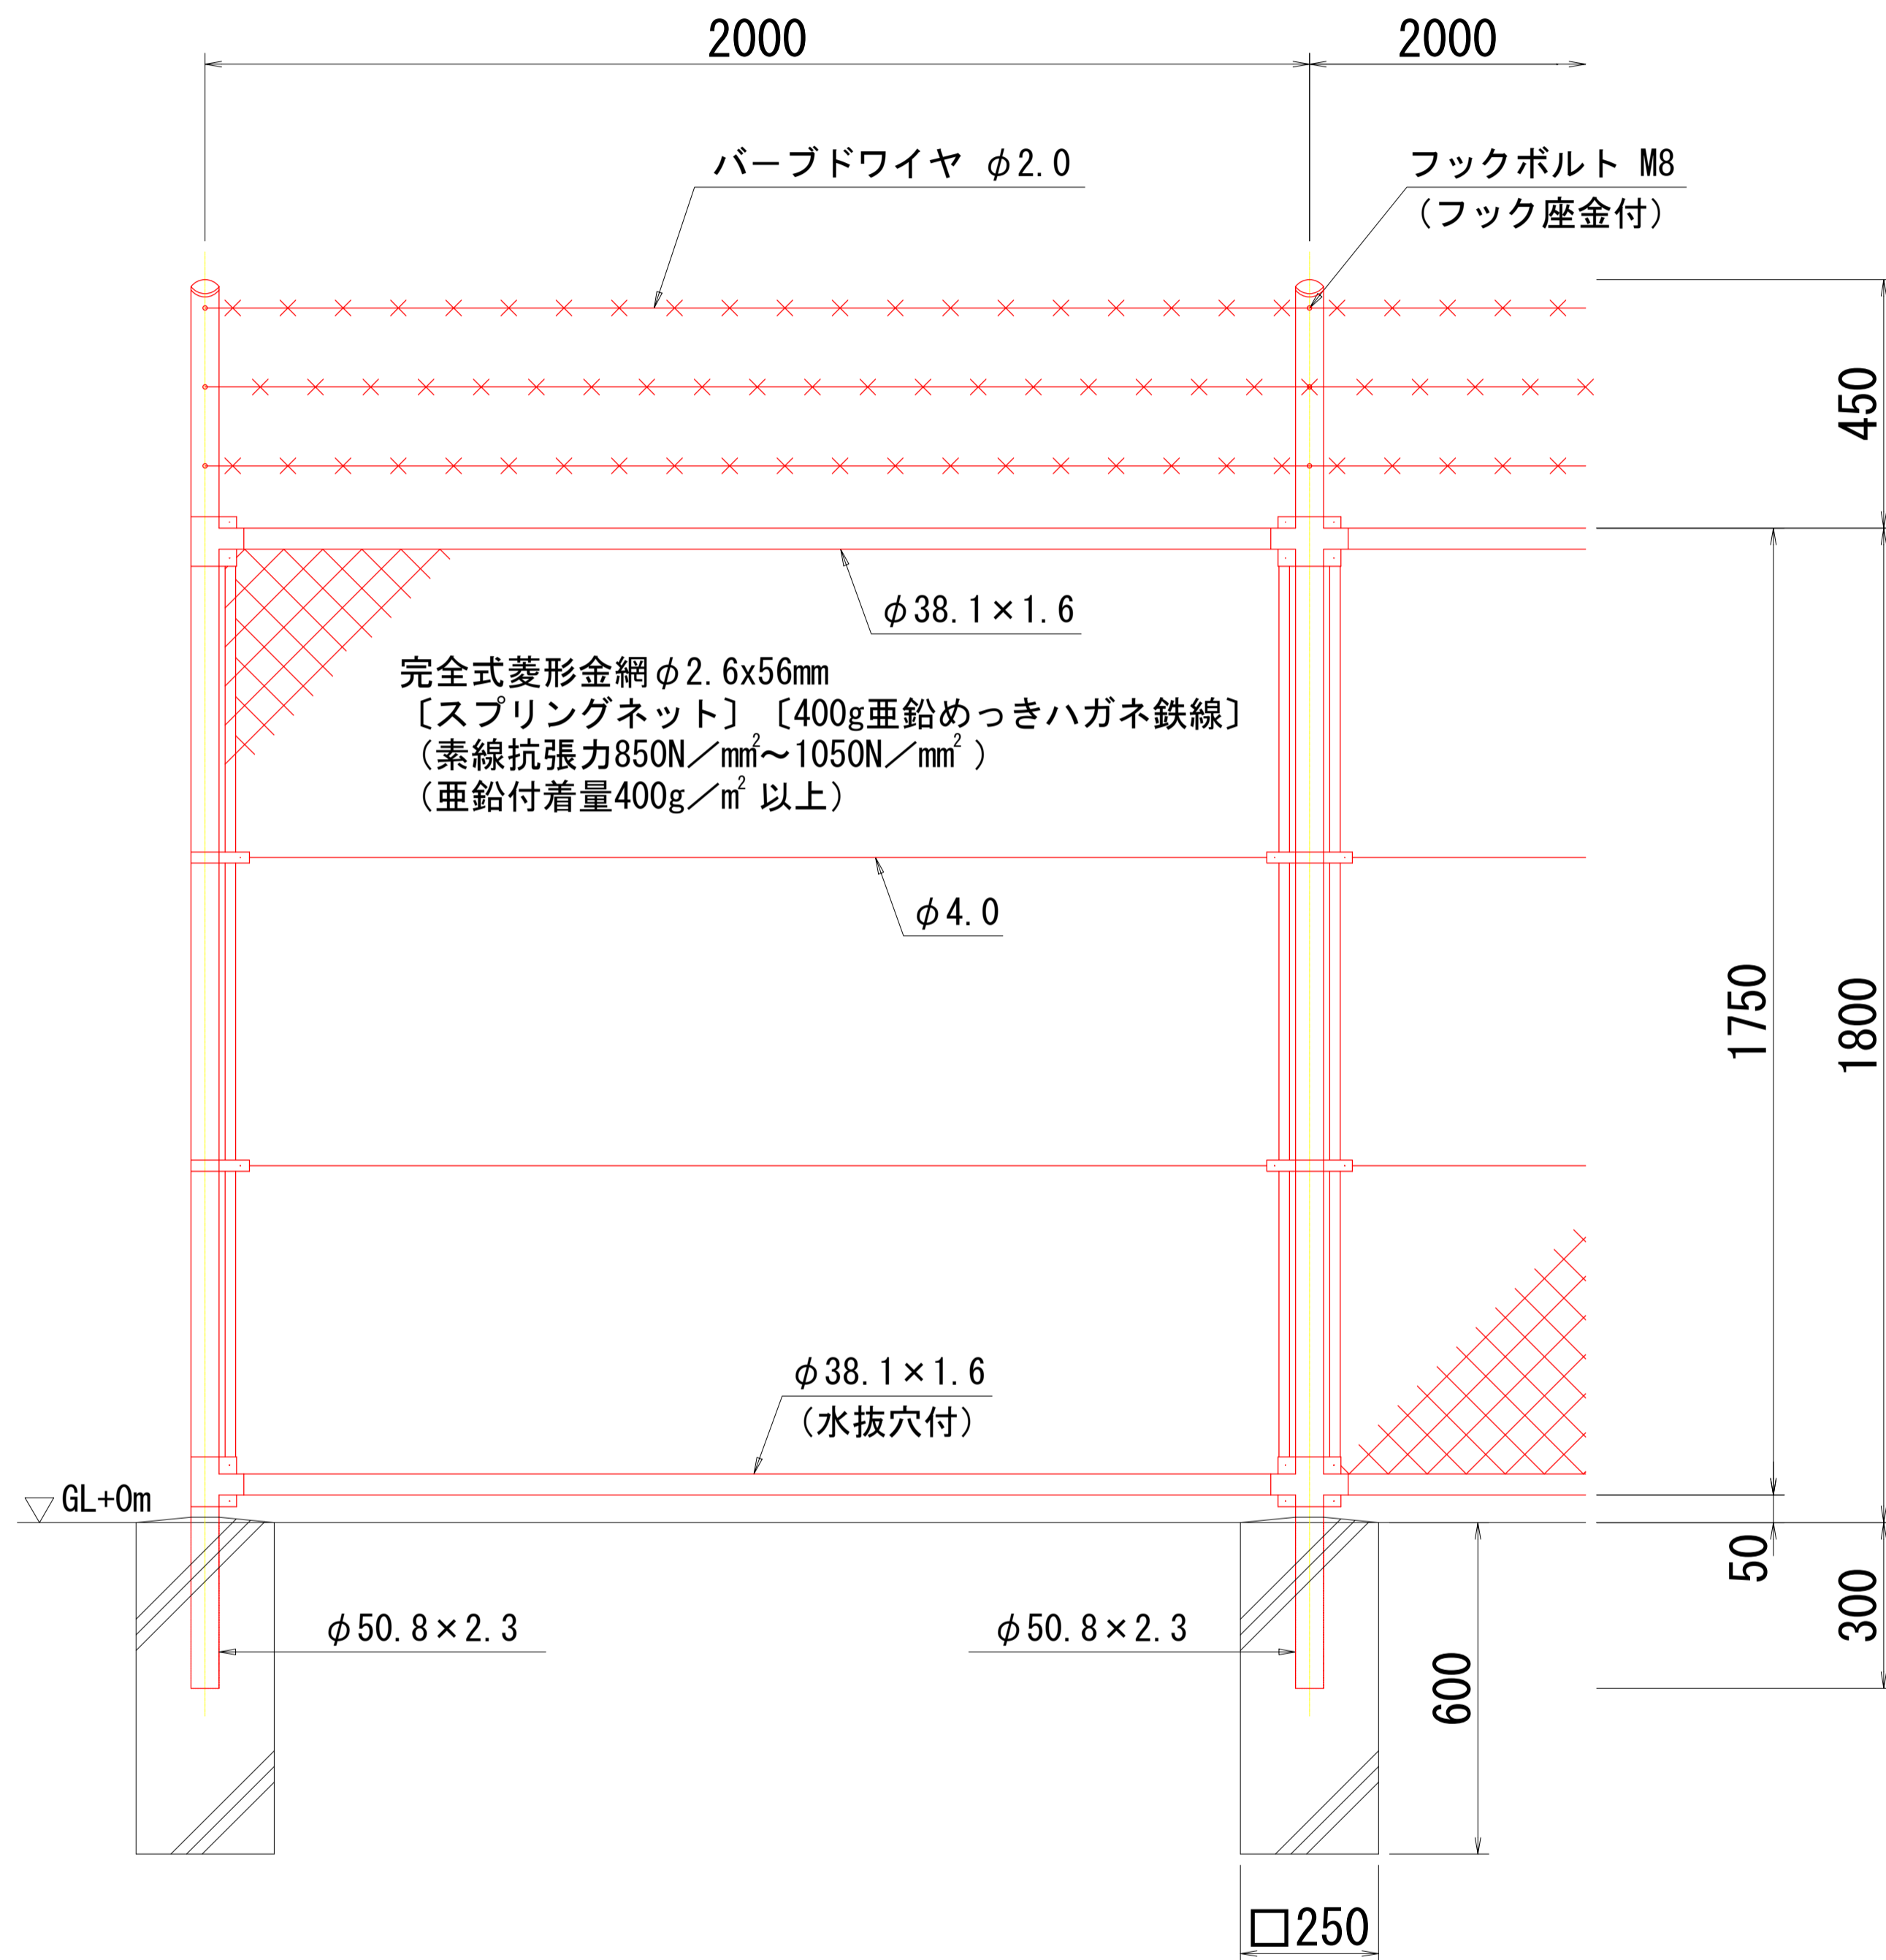 2000
2000
バーブドワイヤ φ2.0
フックボルト M8
(フック座金付)
450
φ38.1×1.6
完全式菱形金網φ2.6x56mm
〔スプリングネット〕〔400g亜鉛めっきハガネ鉄線〕
(素線抗張力850N/mm²~1050N/mm²)
(亜鉛付着量400g/m²以上)
φ4.0
1750
1800
φ38.1×1.6
(水抜穴付)
GL+0m
50
300
φ50.8×2.3
φ50.8×2.3
600
□250